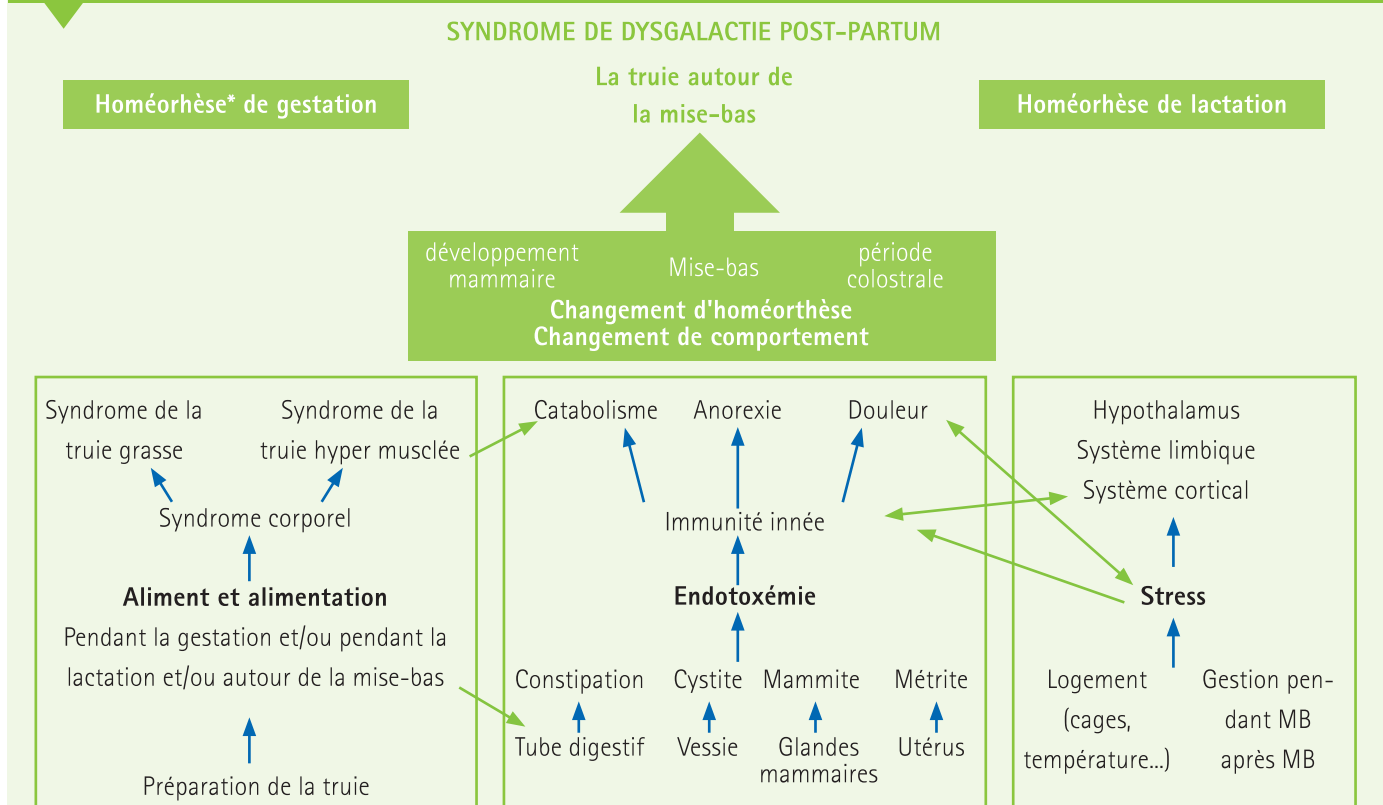 SYNDROME DE DYSGALACTIE POST-PARTUM
La truie autour de
la mise-bas
Homéorhèse* de gestation
Homéorhèse de lactation
développement
mammaire
Mise-bas
période
colostrale
Changement d'homéorthèse
Changement de comportement
Syndrome de la
truie grasse
Syndrome de la
truie hyper musclée
Syndrome corporel
Aliment et alimentation
Pendant la gestation et/ou pendant la
lactation et/ou autour de la mise-bas
Préparation de la truie
Catabolisme
Anorexie
Douleur
Immunité innée
Endotoxémie
Constipation
Cystite
Mammite
Métrite
Tube digestif
Vessie
Glandes
mammaires
Utérus
Hypothalamus
Système limbique
Système cortical
Stress
Logement
(cages,
température...)
Gestion pen-
dant MB
après MB